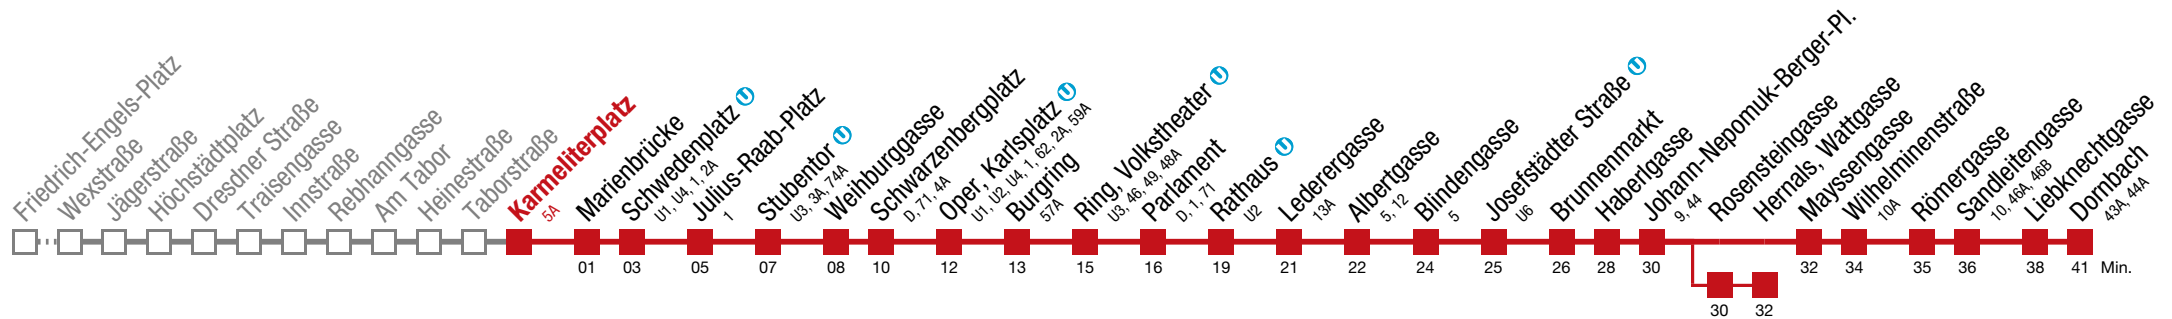 Friedrich-Engels-Platz
Wexstraße
Jägerstraße
Höchstädtplatz
Dresdner Straße
Traisengasse
Innstraße
Rebhanngasse
Am Tabor
Heinestraße
Taborstraße
Karmeliterplatz
5A
Marienbrücke
Schwedenplatz U
U1, U4, 1, 2A
Julius-Raab-Platz
1
Stubentor U
U3, 3A, 74A
Weihburggasse
Schwarzenbergplatz
D, 71, 4A
Oper, Karlsplatz U
U1, U2, U4, 1, 62, 2A, 59A
Burgring
57A
Ring, Volkstheater U
U3, 46, 49, 48A
Parlament
D, 1, 71
Rathaus U
U2
Lederergasse
13A
Albertgasse
5, 12
Blindengasse
5
Josefstädter Straße U
U6
Brunnenmarkt
Haberlgasse
Johann-Nepomuk-Berger-Pl.
9, 44
Rosensteingasse
Hernals, Wattgasse
Mayssengasse
Wilhelminenstraße
10A
Römergasse
Sandleitengasse
10, 46A, 46B
Liebknechtgasse
Dornbach
43A, 44A
01 03 05 07 08 10 12 13 15 16 19 21 22 24 25 26 28 30 32 34 35 36 38 41 Min.
30 32